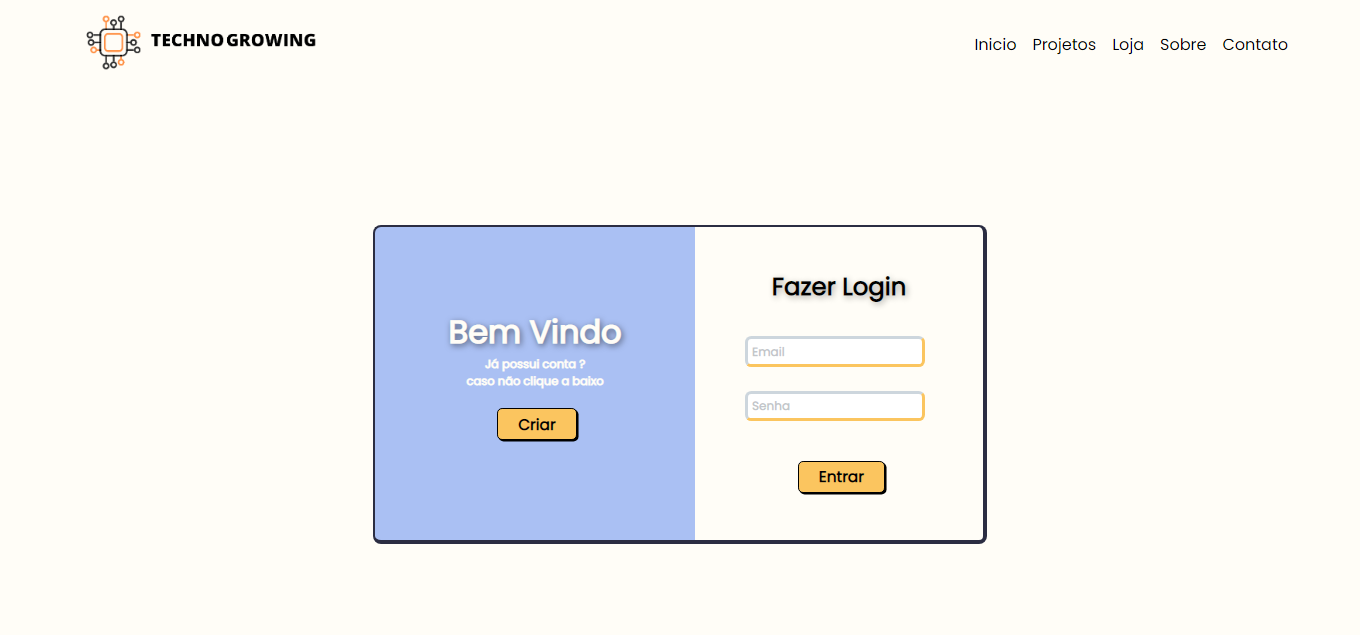 TECHNO GROWING
Inicio Projetos Loja Sobre Contato
Bem Vindo
Já possui conta ?
caso não clique a baixo
Criar
Fazer Login
Email
Senha
Entrar